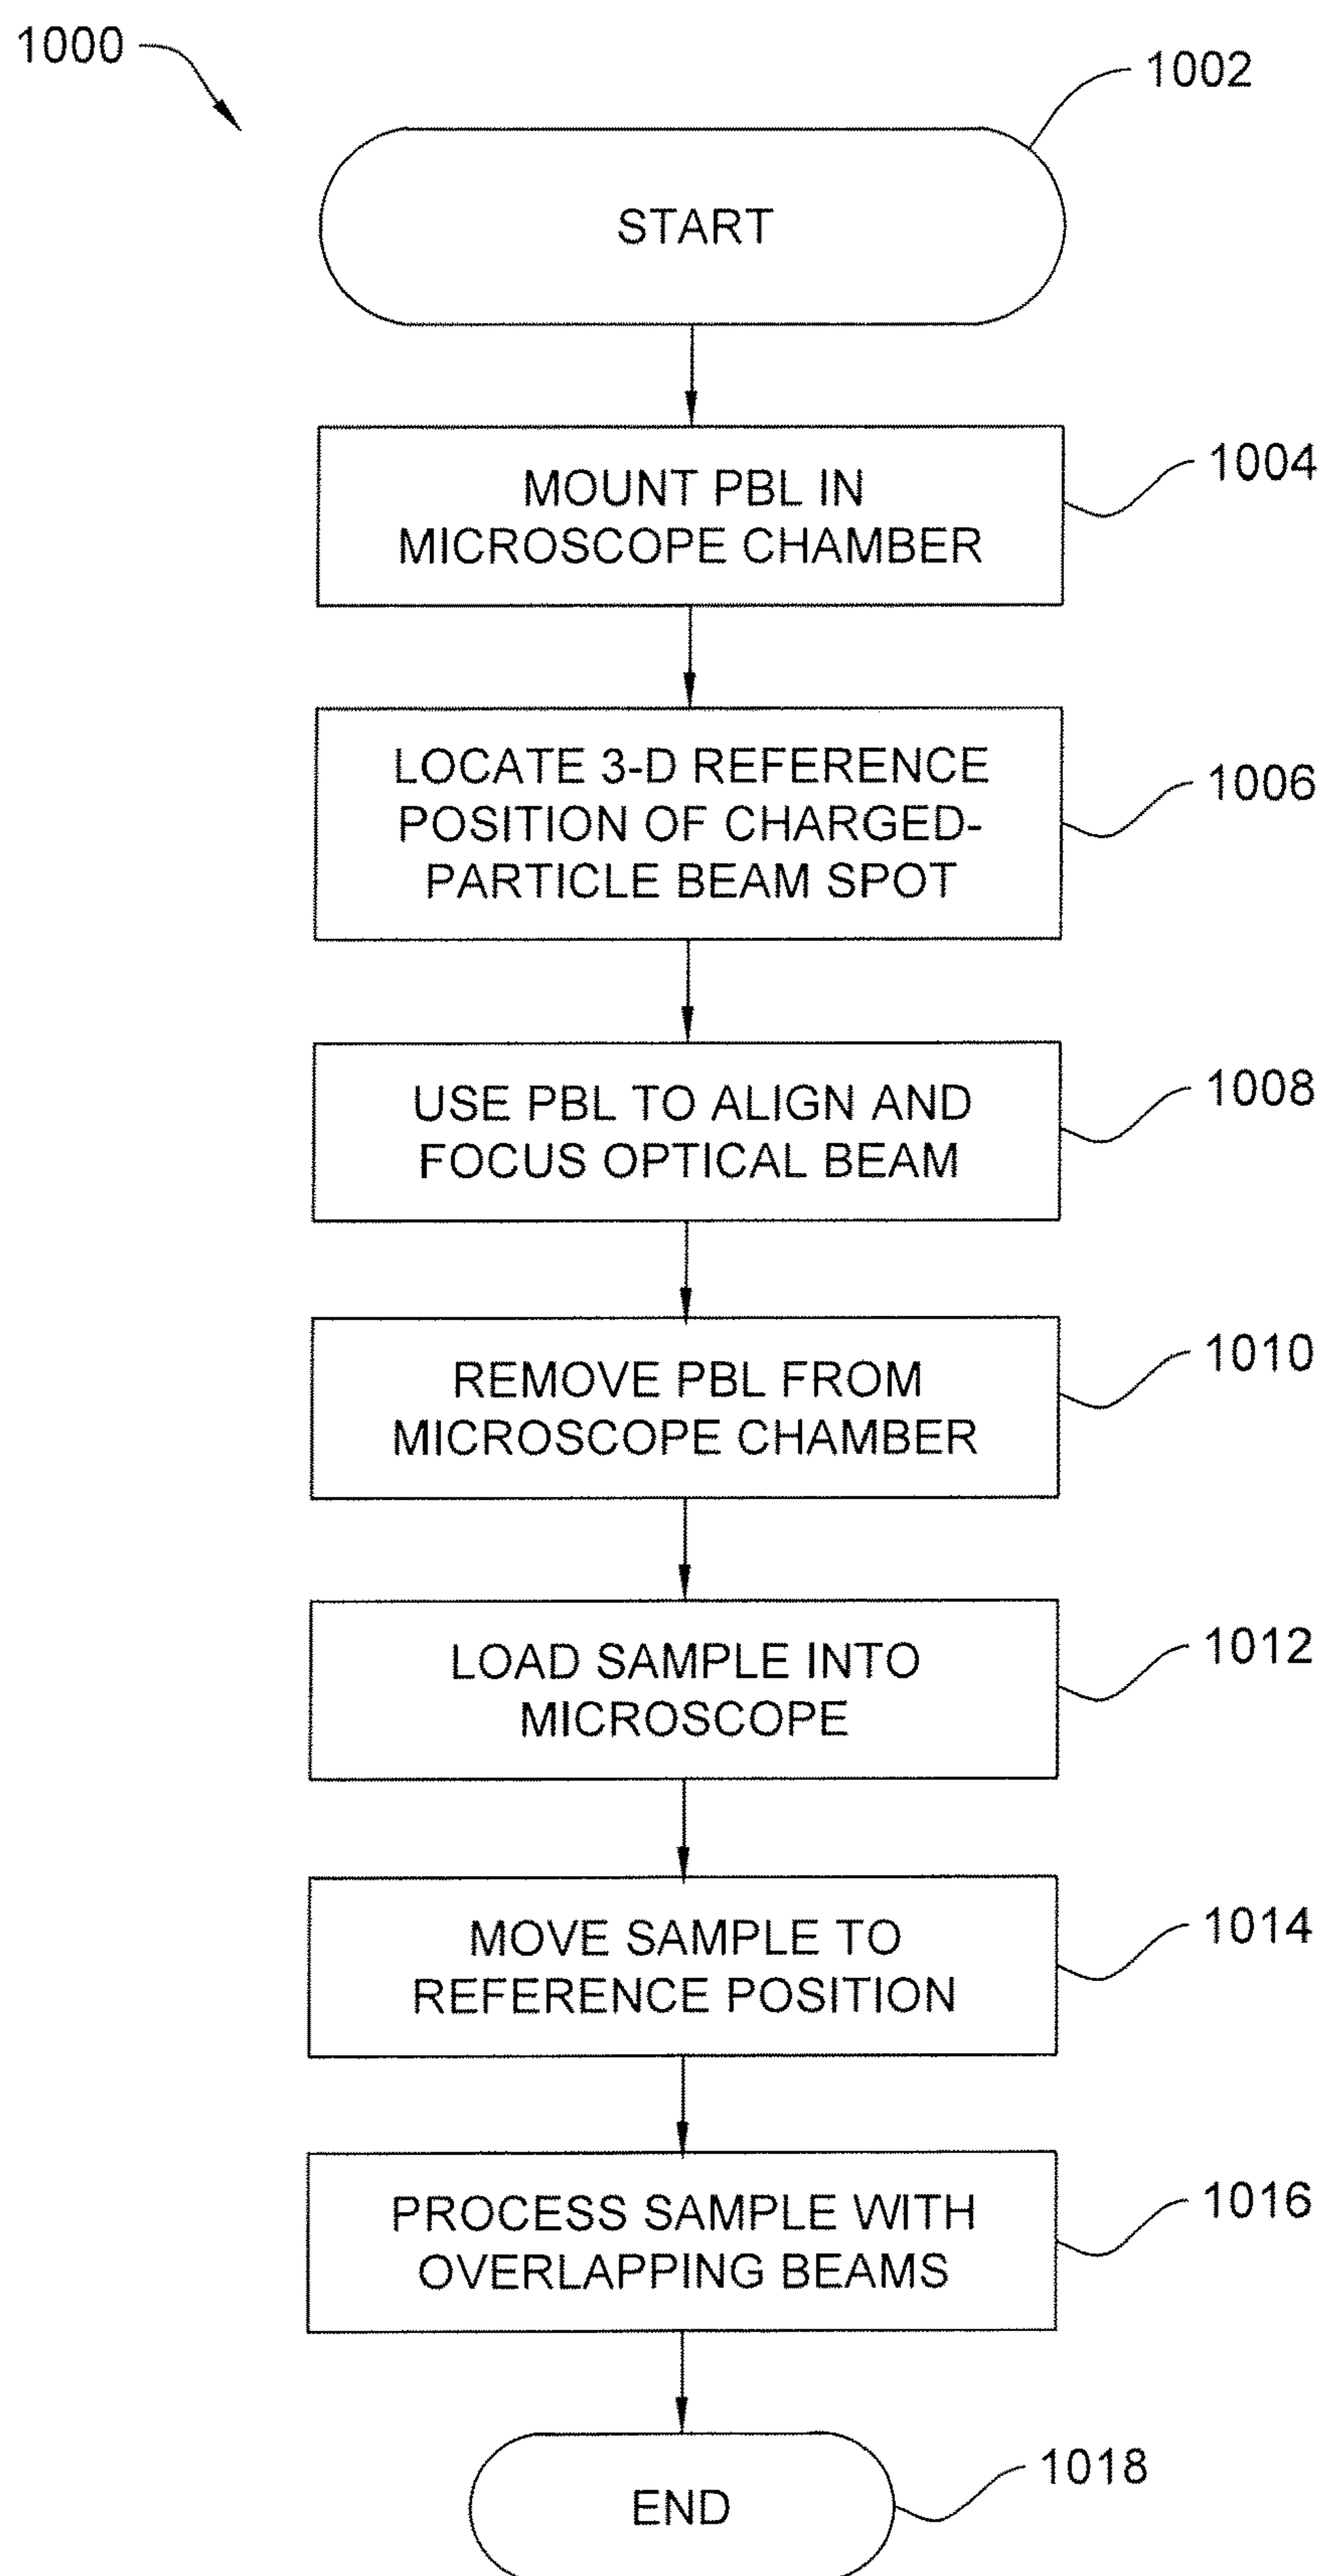 1000
1002
START
MOUNT PBL IN
MICROSCOPE CHAMBER
1004
LOCATE 3-D REFERENCE
POSITION OF CHARGED-
PARTICLE BEAM SPOT
1006
USE PBL TO ALIGN AND
FOCUS OPTICAL BEAM
1008
REMOVE PBL FROM
MICROSCOPE CHAMBER
1010
LOAD SAMPLE INTO
MICROSCOPE
1012
MOVE SAMPLE TO
REFERENCE POSITION
1014
PROCESS SAMPLE WITH
OVERLAPPING BEAMS
1016
END
1018